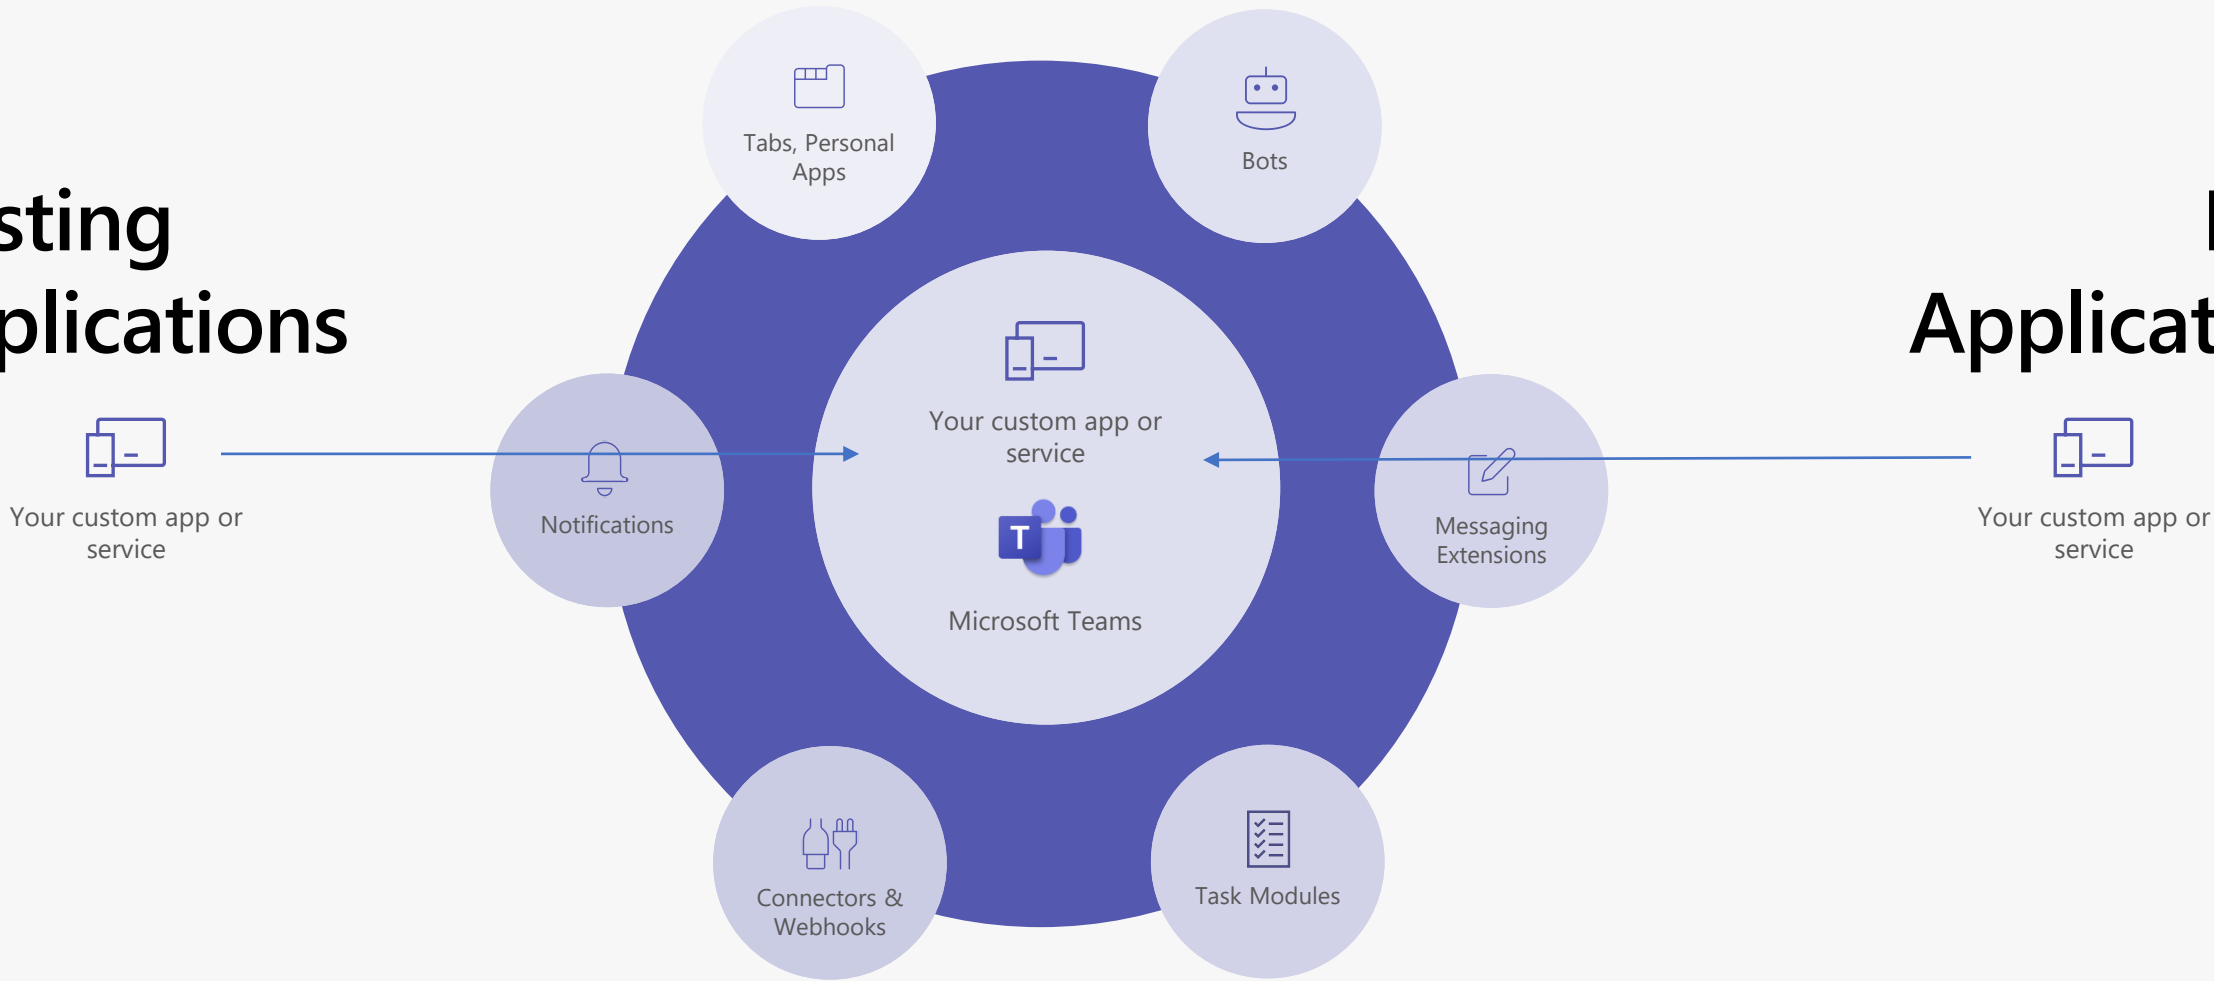 sting
plications
Your custom app or
service
Tabs, Personal
Apps
Bots
Notifications
Your custom app or
service
T
Microsoft Teams
Messaging
Extensions
Connectors &
Webhooks
Task Modules
Applicat
Your custom app or
service